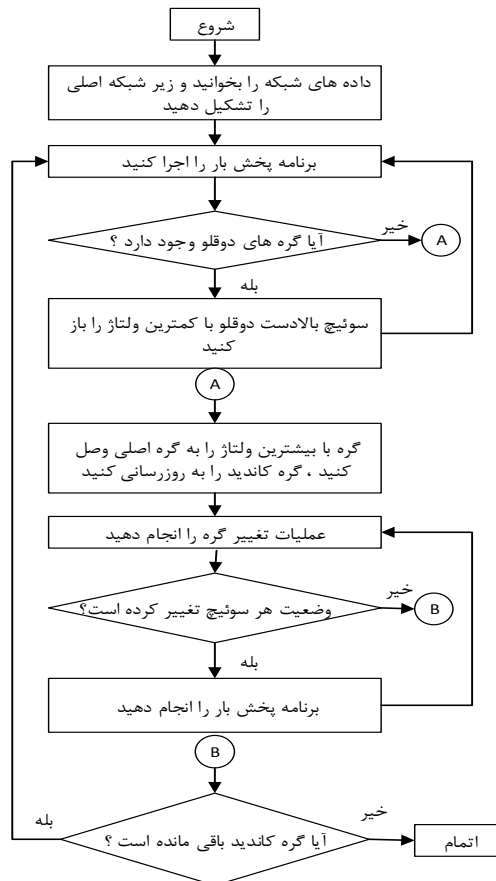 شروع
داده های شبکه را بخوانید و زیر شبکه اصلی
را تشکیل دهید
برنامه پخش بار را اجرا کنید
آیا گره های دوقلو وجود دارد ؟
خیر
A
بله
سوئیچ بالادست دوقلو با کمترین ولتاژ را باز
کنید
A
گره با بیشترین ولتاژ را به گره اصلی وصل
کنید ، گره کاندید را به روزرسانی کنید
عملیات تغییر گره را انجام دهید
وضعیت هر سوئیچ تغییر کرده است؟
خیر
B
بله
برنامه پخش بار را انجام دهید
B
آیا گره کاندید باقی مانده است ؟
بله
خیر
اتمام